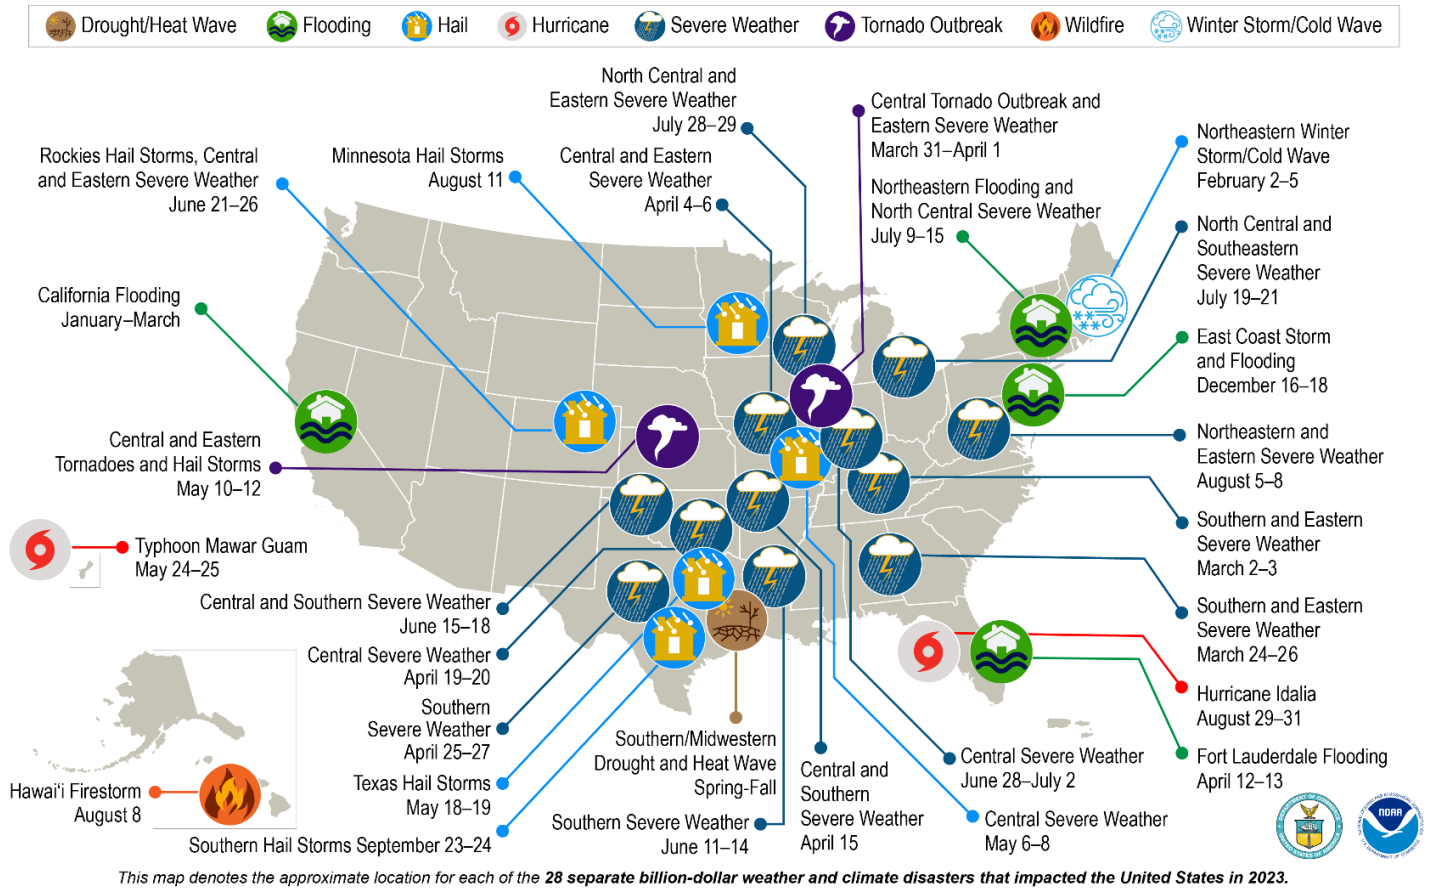 Drought/Heat Wave
Flooding
Hail
Hurricane
Severe Weather
Tornado Outbreak
Wildfire
Winter Storm/Cold Wave
North Central and
Eastern Severe Weather
July 28–29
Central Tornado Outbreak and
Eastern Severe Weather
March 31–April 1
Northeastern Winter
Storm/Cold Wave
February 2–5
Rockies Hail Storms, Central
and Eastern Severe Weather
June 21–26
Minnesota Hail Storms
August 11
Central and Eastern
Severe Weather
April 4–6
Northeastern Flooding and
North Central Severe Weather
July 9–15
North Central and
Southeastern
Severe Weather
July 19–21
California Flooding
January–March
East Coast Storm
and Flooding
December 16–18
Central and Eastern
Tornadoes and Hail Storms
May 10–12
Northeastern and
Eastern Severe Weather
August 5–8
Typhoon Mawar Guam
May 24–25
Southern and Eastern
Severe Weather
March 2–3
Central and Southern Severe Weather
June 15–18
Southern and Eastern
Severe Weather
March 24–26
Central Severe Weather
April 19–20
Hurricane Idalia
August 29–31
Southern
Severe Weather
April 25–27
Southern/Midwestern
Drought and Heat Wave
Spring-Fall
Central and
Southern
Severe Weather
April 15
Central Severe Weather
June 28–July 2
Fort Lauderdale Flooding
April 12–13
Texas Hail Storms
May 18–19
Hawai‘i Firestorm
August 8
Southern Severe Weather
June 11–14
Central Severe Weather
May 6–8
Southern Hail Storms September 23–24
DEPARTMENT OF COMMERCE
UNITED STATES OF AMERICA
NOAA
This map denotes the approximate location for each of the 28 separate billion-dollar weather and climate disasters that impacted the United States in 2023.